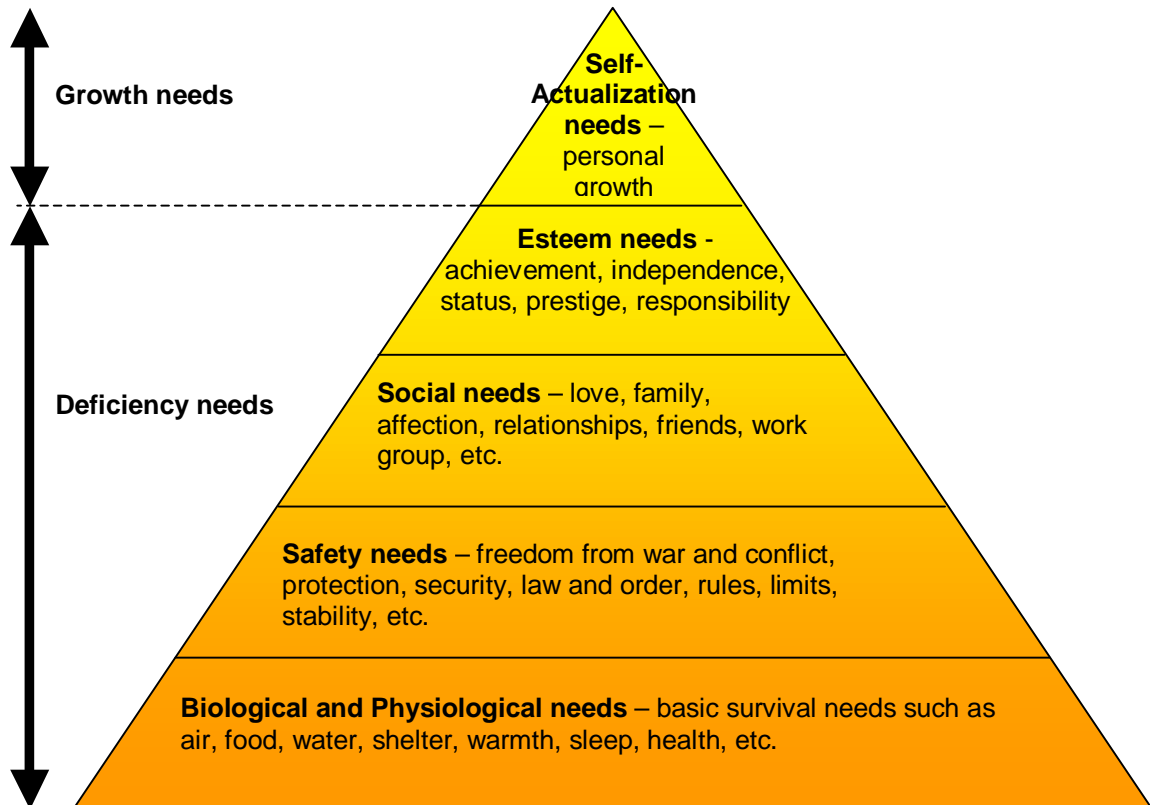 Growth needs
Self-
Actualization
needs –
personal
growth
Esteem needs -
achievement, independence,
status, prestige, responsibility
Deficiency needs
Social needs – love, family,
affection, relationships, friends, work
group, etc.
Safety needs – freedom from war and conflict,
protection, security, law and order, rules, limits,
stability, etc.
Biological and Physiological needs – basic survival needs such as
air, food, water, shelter, warmth, sleep, health, etc.